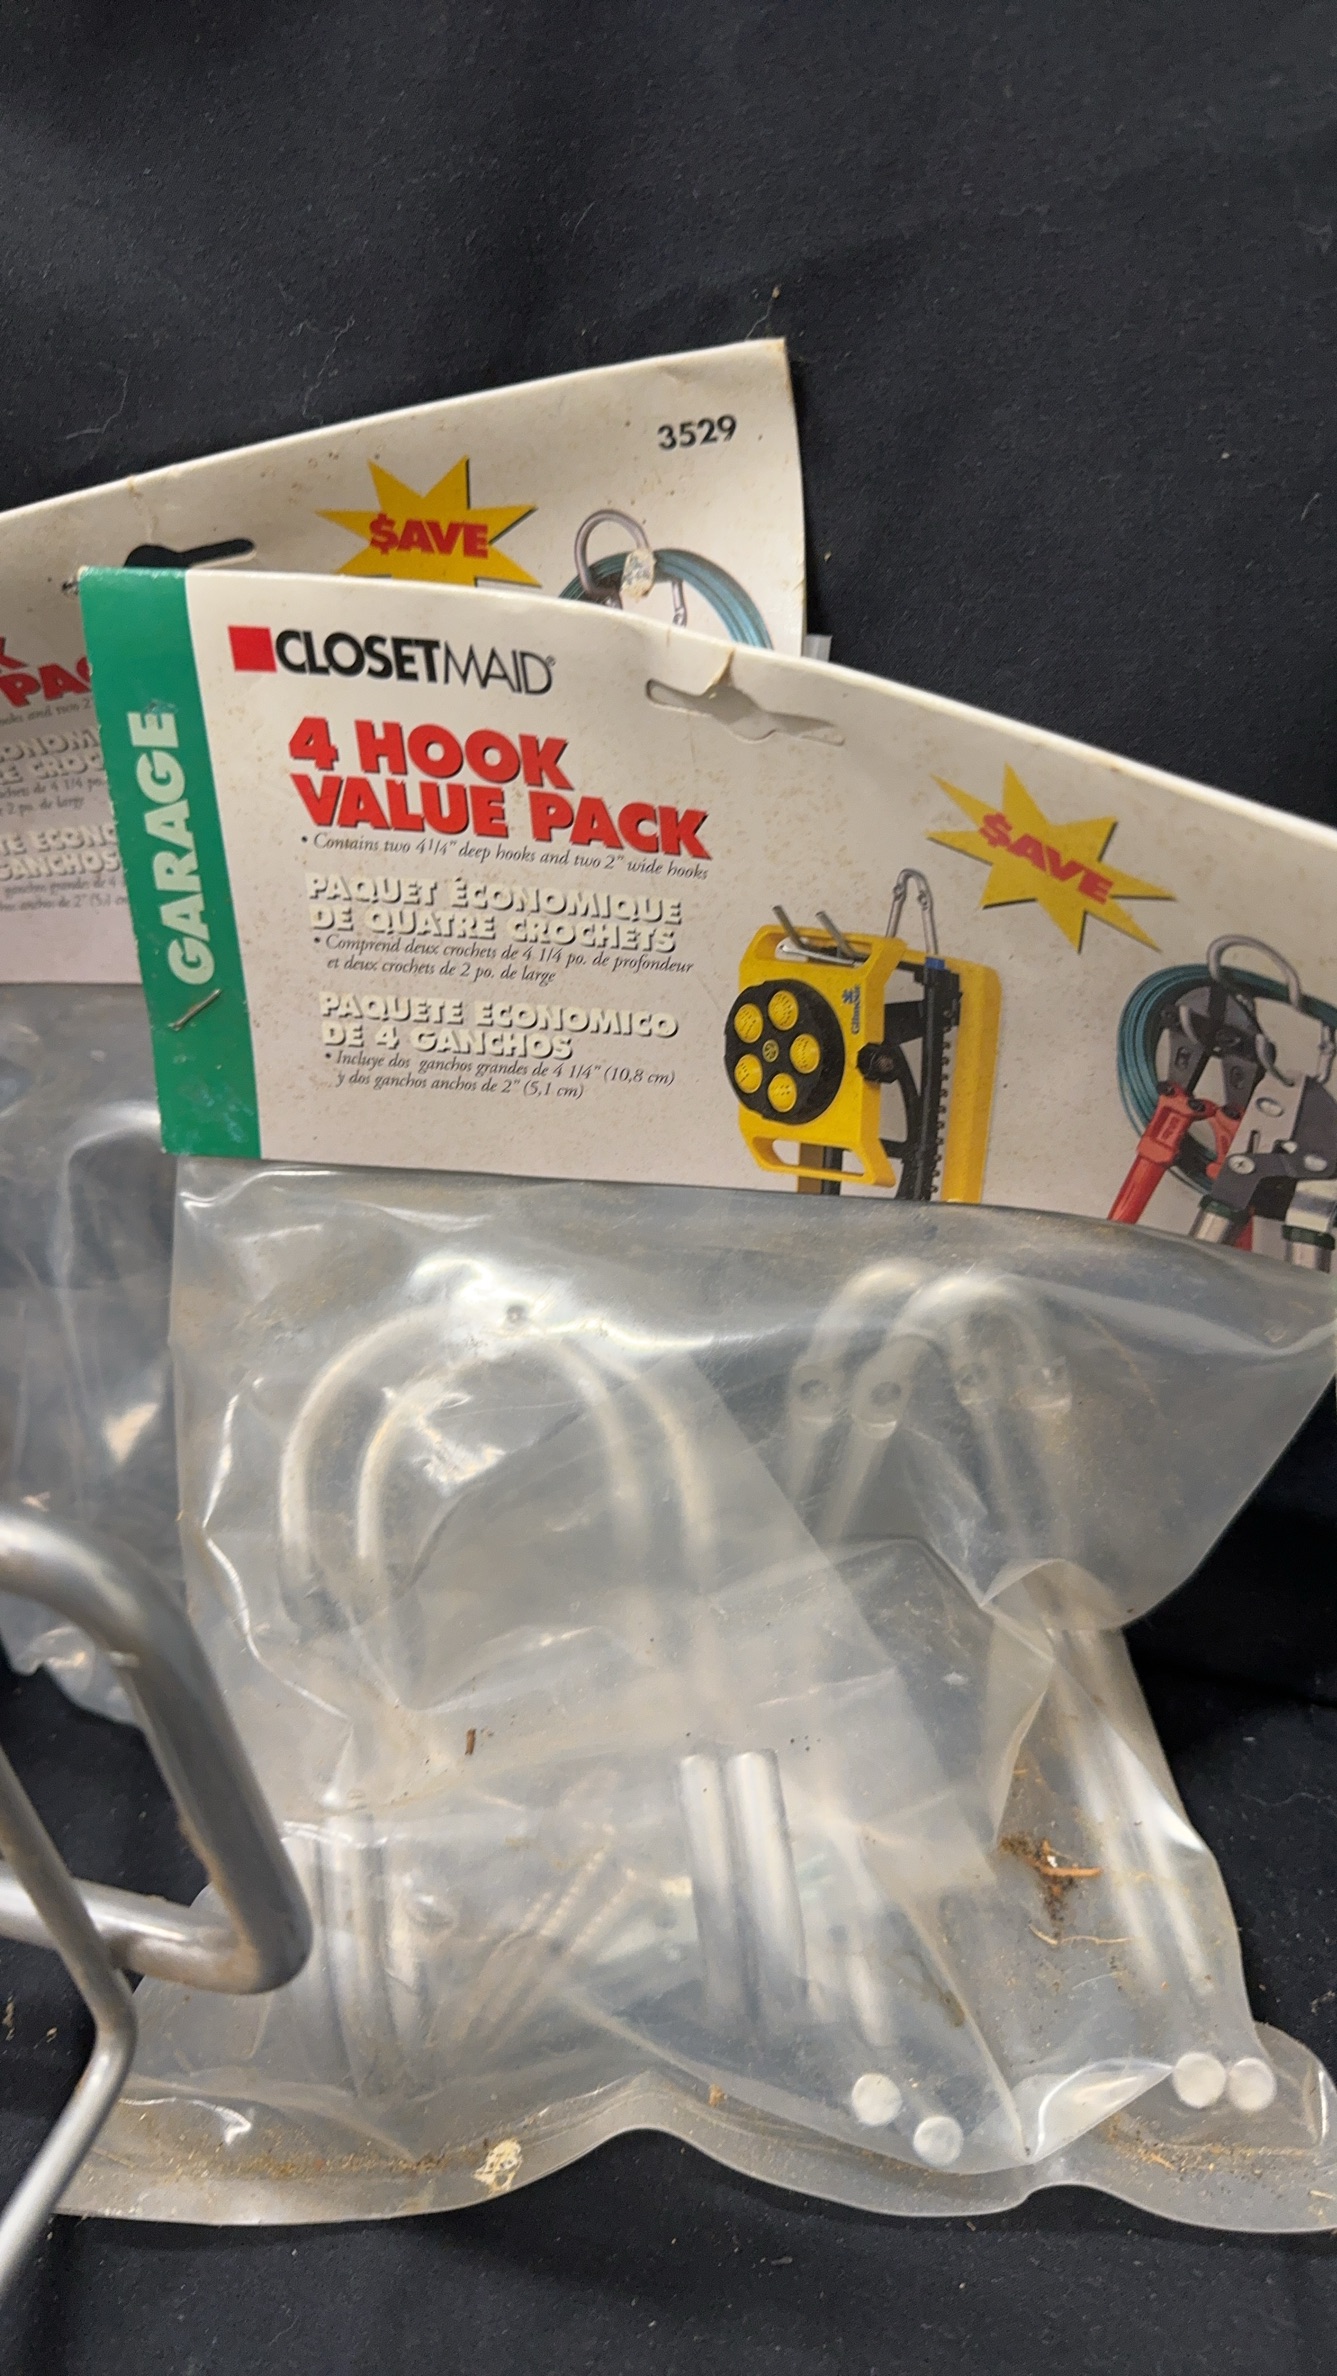 3529
$AVE
CLOSETMAID®
GARAGE
4 HOOK
VALUE PACK
• Contains two 4 1/4" deep hooks and two 2" wide hooks
PAQUET ÉCONOMIQUE
DE QUATRE CROCHETS
• Comprend deux crochets de 4 1/4 po. de profondeur
et deux crochets de 2 po. de large
PAQUETE ECONOMICO
DE 4 GANCHOS
• Incluye dos ganchos grandes de 4 1/4" (10,8 cm)
y dos ganchos anchos de 2" (5,1 cm)
$AVE
Gilmour